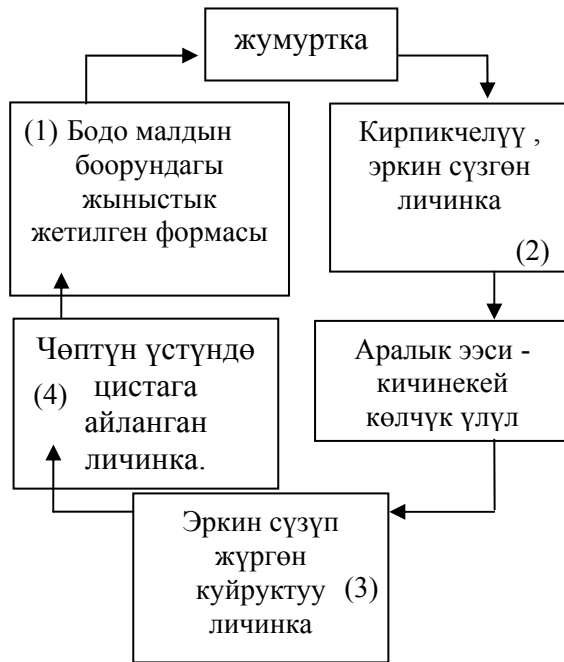 жумуртка
(1) Бодо малдын
боорундагы
жыныстык
жетилген формасы
Кирпикчелүү ,
эркин сүзгөн
личинка
(2)
Аралык ээси -
кичинекей
көлчүк үлүл
Эркин сүзүп
жүргөн
куйруктуу (3)
личинка
Чөптүн үстүндө
цистага
(4) айланган
личинка.